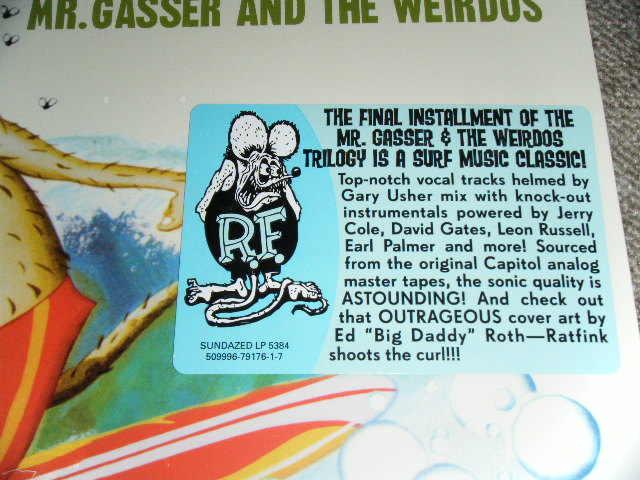 MR. GASSER AND THE WEIRDOS
THE FINAL INSTALLMENT OF THE
MR. GASSER & THE WEIRDOS
TRILOGY IS A SURF MUSIC CLASSIC!
Top-notch vocal tracks helmed by
Gary Usher mix with knock-out
instrumentals powered by Jerry
Cole, David Gates, Leon Russell,
Earl Palmer and more! Sourced
from the original Capitol analog
master tapes, the sonic quality is
ASTOUNDING! And check out
that OUTRAGEOUS cover art by
Ed "Big Daddy" Roth—Ratfink
shoots the curl!!!
R.F.
SUNDAZED LP 5384
509996-79176-1-7